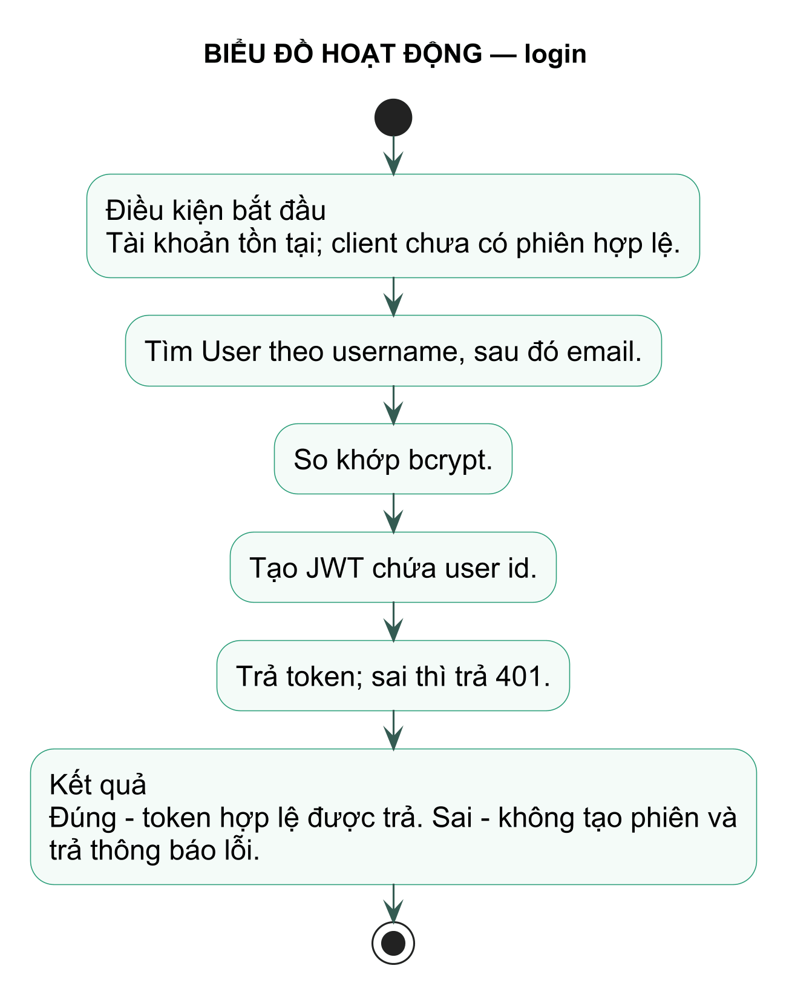 BIỂU ĐỒ HOẠT ĐỘNG — login
Điều kiện bắt đầu
Tài khoản tồn tại; client chưa có phiên hợp lệ.
Tìm User theo username, sau đó email.
So khớp bcrypt.
Tạo JWT chứa user id.
Trả token; sai thì trả 401.
Kết quả
Đúng - token hợp lệ được trả. Sai - không tạo phiên và
trả thông báo lỗi.